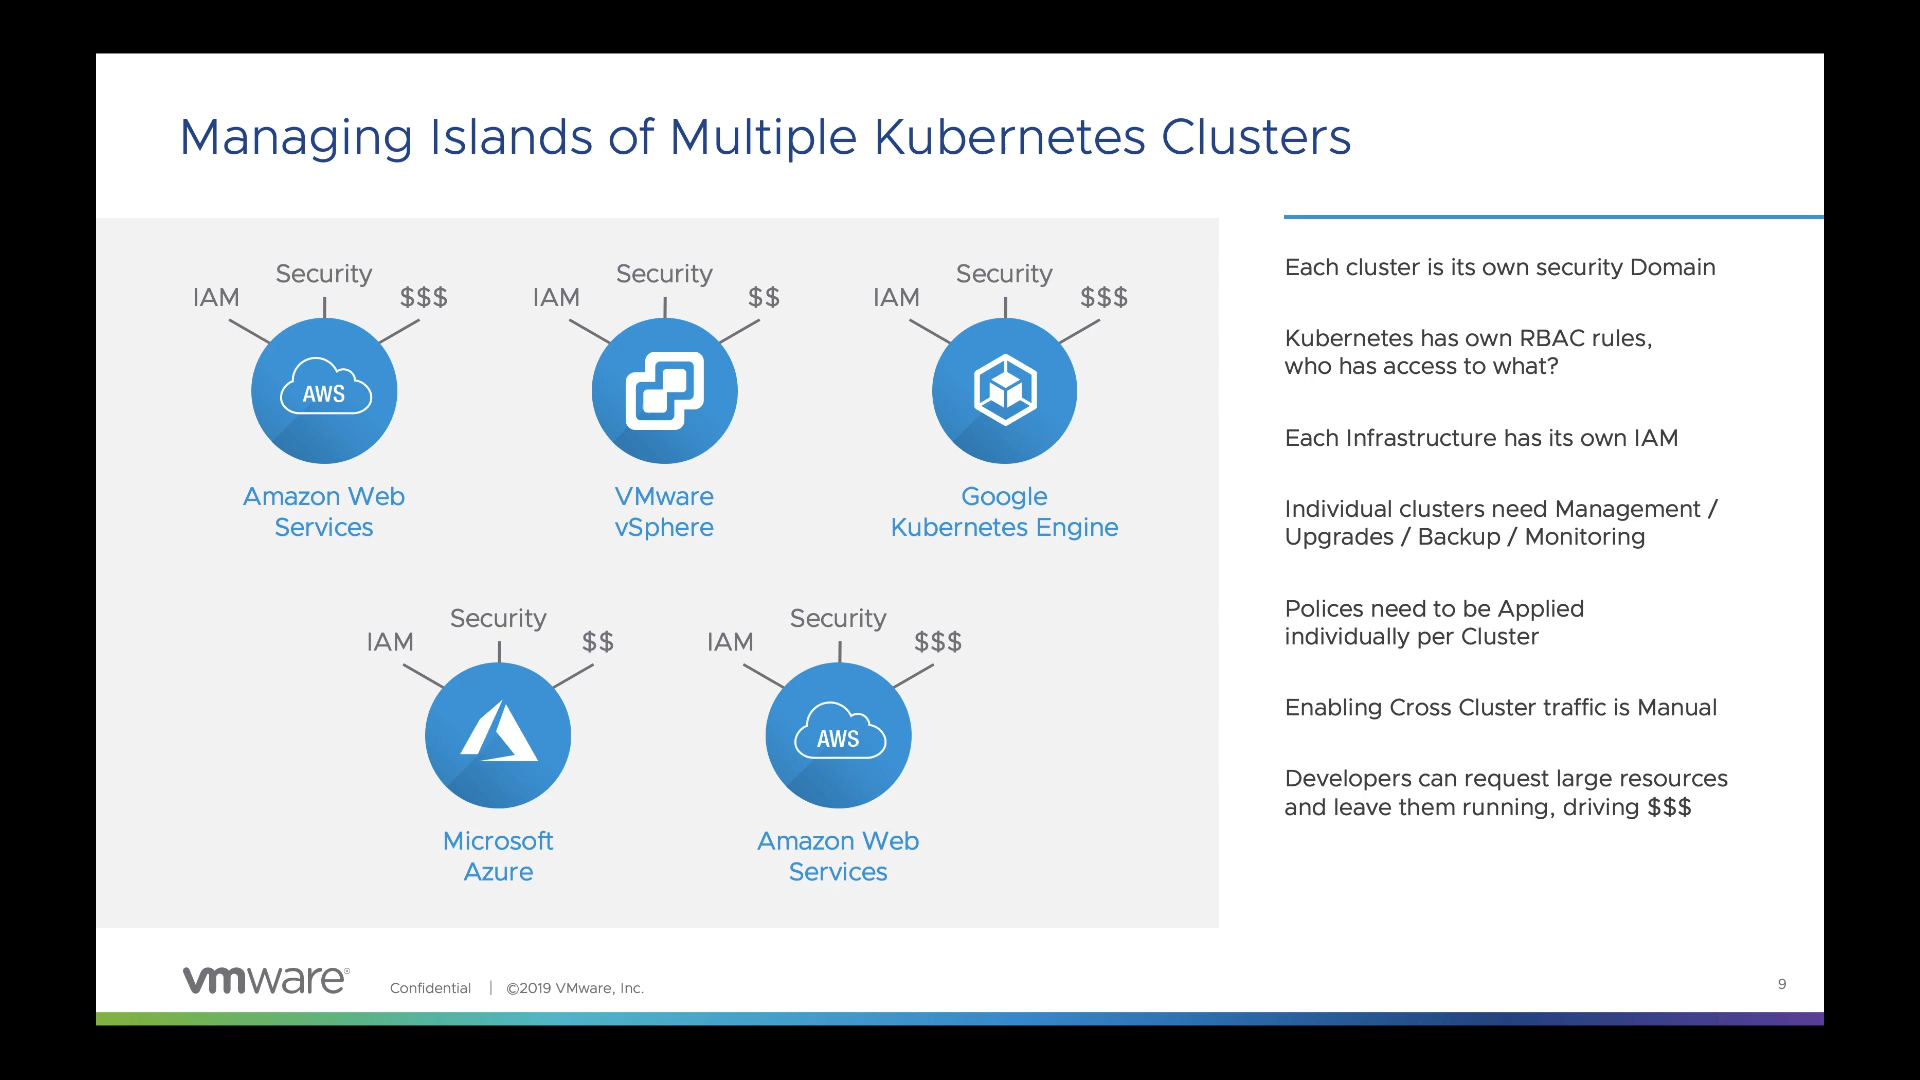 Managing Islands of Multiple Kubernetes Clusters
Security
IAM
$$$
AWS
Amazon Web
Services
Security
IAM
$$
VMware
vSphere
Security
IAM
$$$
Google
Kubernetes Engine
Security
IAM
$$
Microsoft
Azure
Security
IAM
$$$
AWS
Amazon Web
Services
Each cluster is its own security Domain
Kubernetes has own RBAC rules,
who has access to what?
Each Infrastructure has its own IAM
Individual clusters need Management /
Upgrades / Backup / Monitoring
Polices need to be Applied
individually per Cluster
Enabling Cross Cluster traffic is Manual
Developers can request large resources
and leave them running, driving $$$
vmware®
Confidential | ©2019 VMware, Inc.
9